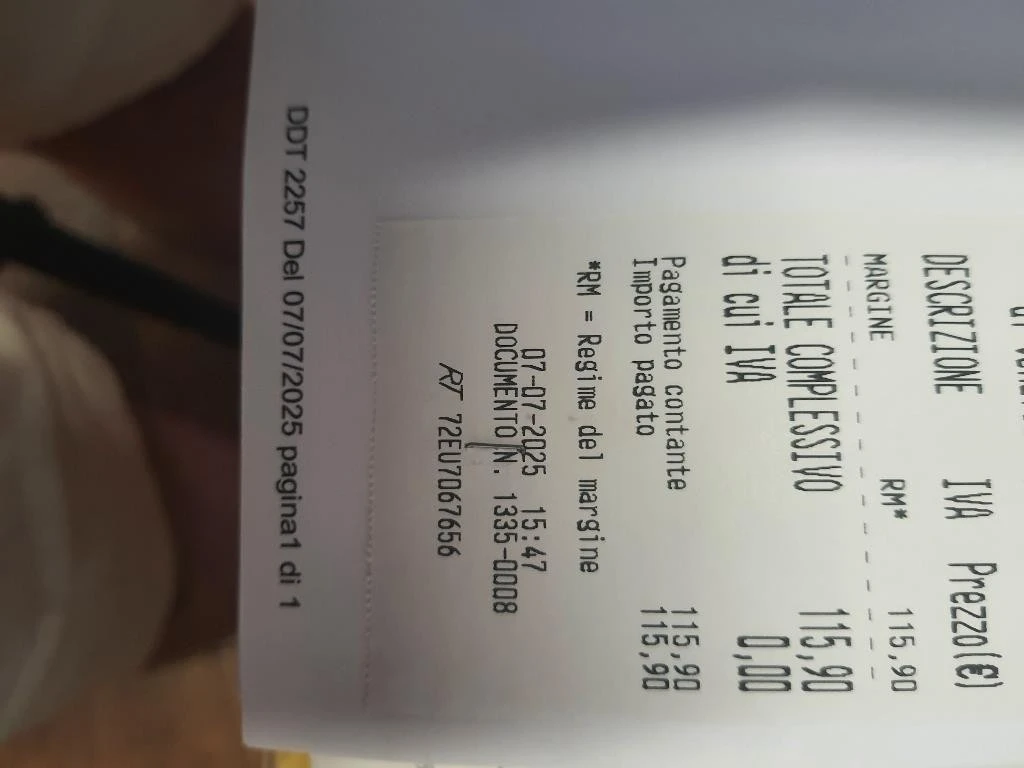 DESCRIZIONE IVA Prezzo(€)
MARGINE RM* 115,90
TOTALE COMPLESSIVO 115,90
di cui IVA 0,00
Pagamento contante 115,90
Importo pagato 115,90
*RM = Regime del margine
07-07-2025 15:47
DOCUMENTO N. 1335-0008
RT 72EU7067656
DDT 2257 Del 07/07/2025 pagina1 di 1